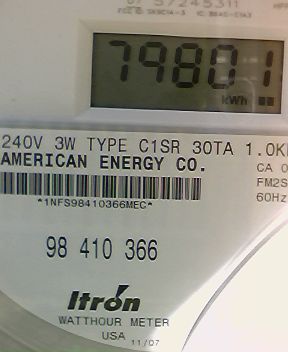 79801
kWh
240V 3W TYPE C1SR 30TA 1.0K
AMERICAN ENERGY CO.
CA 0
FM2S
*1NFS98410366MEC*
60Hz
98 410 366
Itron
WATTHOUR METER
USA 11/07